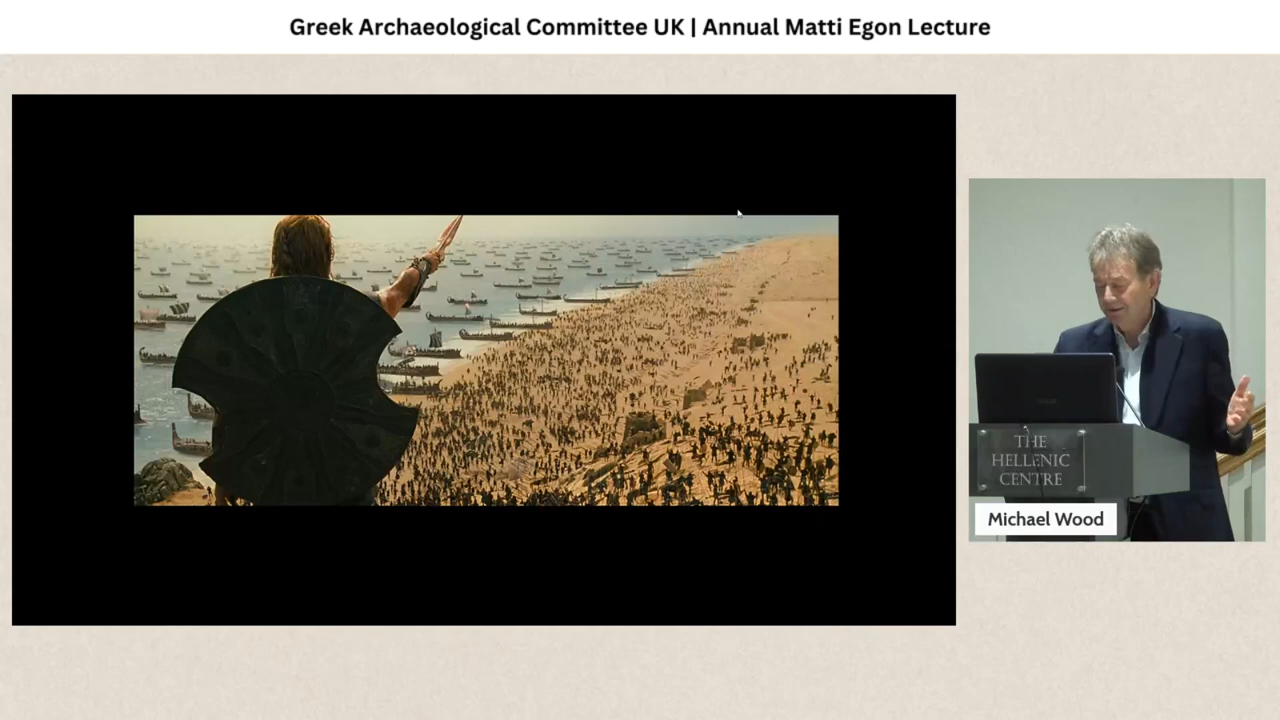 Greek Archaeological Committee UK | Annual Matti Egon Lecture
THE
HELLENIC
CENTRE
Michael Wood